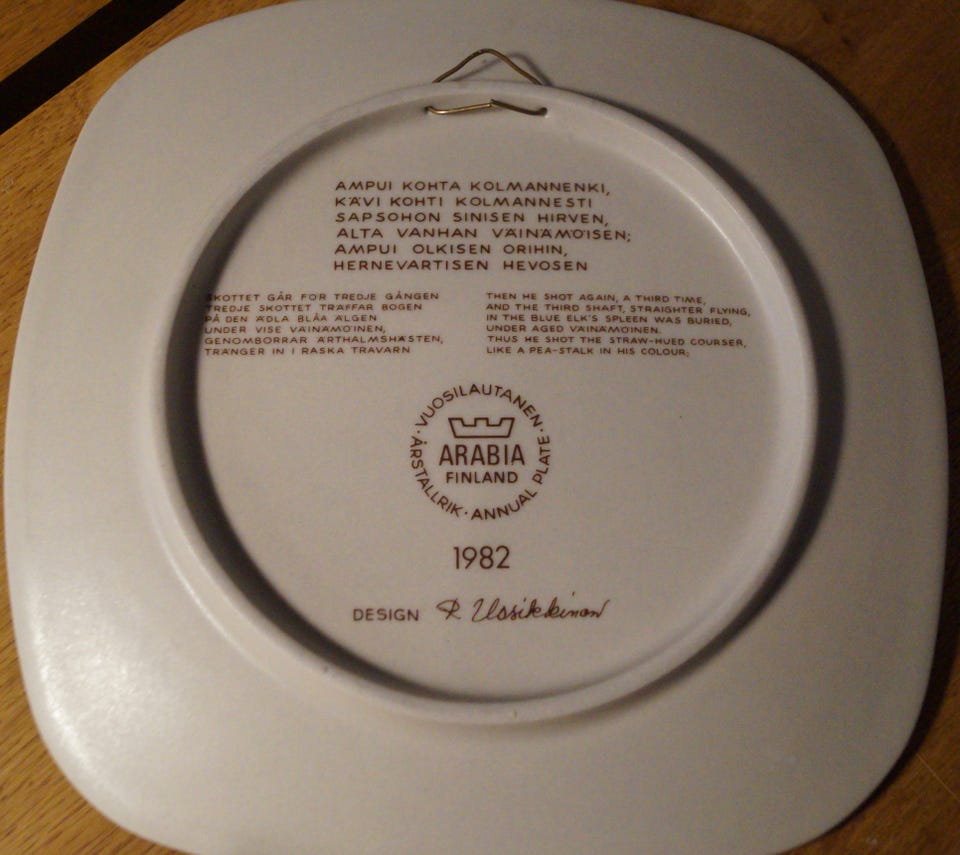 AMPUI KOHTA KOLMANNENKI,
KÄVI KOHTI KOLMANNESTI
SAPSOHON SINISEN HIRVEN,
ALTA VANHAN VÄINÄMÖISEN;
AMPUI OLKISEN ORIHIN,
HERNEVARTISEN HEVOSEN
SKOTTET GÅR FÖR TREDJE GÅNGEN
TREDJE SKOTTET TRÄFFAR BOGEN
PÅ DEN ÄDLA BLÅA ÄLGEN
UNDER VISE VÄINÄMÖINEN,
GENOMBORRAR ÄRTHALMSHÄSTEN,
TRÄNGER IN I RASKA TRAVARN
THEN HE SHOT AGAIN, A THIRD TIME,
AND THE THIRD SHAFT, STRAIGHTER FLYING,
IN THE BLUE ELK'S SPLEEN WAS BURIED,
UNDER AGED VÄINÄMÖINEN.
THUS HE SHOT THE STRAW-HUED COURSER,
LIKE A PEA-STALK IN HIS COLOUR;
· VUOSILAUTANEN ·
ARABIA
FINLAND
ÅRSTALLRIK · ANNUAL PLATE
1982
DESIGN R Uosikkinen